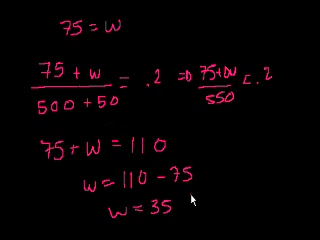 75 = W
75 + W / 500 + 50 = .2 ⇒ 75+W / 550 = .2
75 + W = 110
W = 110 - 75
W = 35